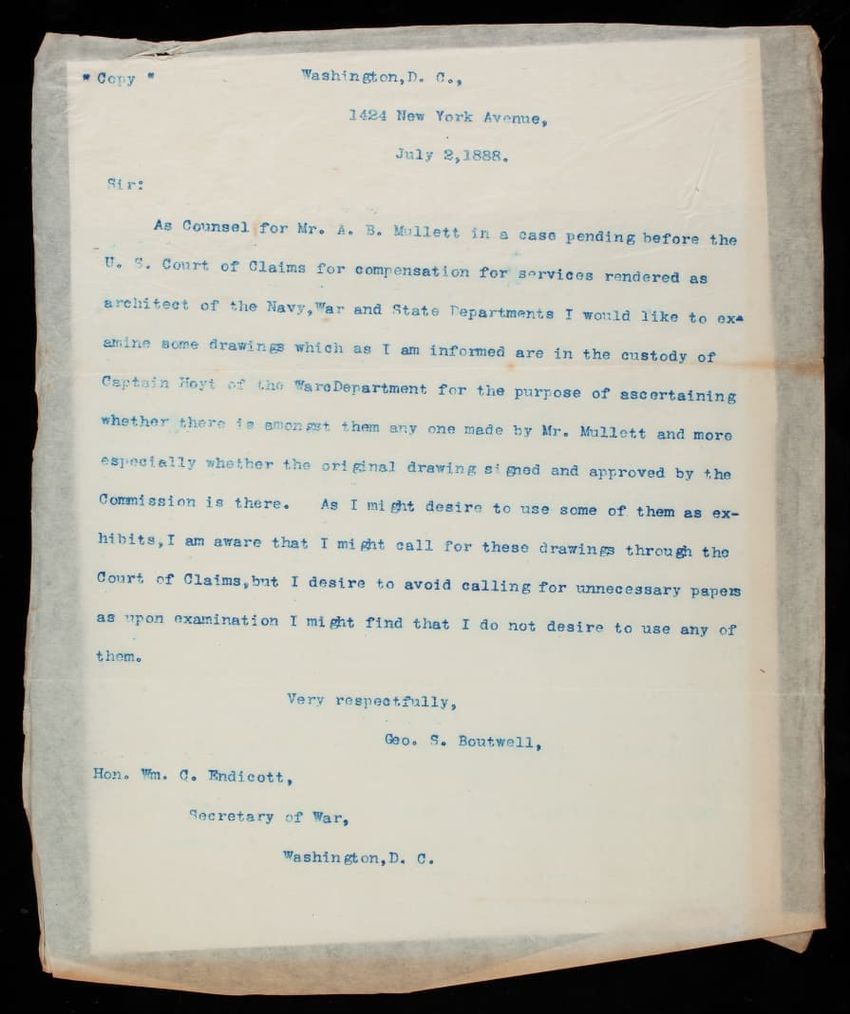 " Copy "
Washington,D. C.,
1424 New York Avenue,
July 2,1888.
Sir:
As Counsel for Mr. A. B. Mullett in a case pending before the
U. S. Court of Claims for compensation for services rendered as
architect of the Navy,War and State Departments I would like to ex-
amine some drawings which as I am informed are in the custody of
Captain Hoyt of the WarcDepartment for the purpose of ascertaining
whether there is amongst them any one made by Mr. Mullett and more
especially whether the original drawing signed and approved by the
Commission is there. As I might desire to use some of them as ex-
hibits,I am aware that I might call for these drawings through the
Court of Claims,but I desire to avoid calling for unnecessary papers
as upon examination I might find that I do not desire to use any of
them.
Very respectfully,
Geo. S. Boutwell,
Hon. Wm. C. Endicott,
Secretary of War,
Washington,D. C.